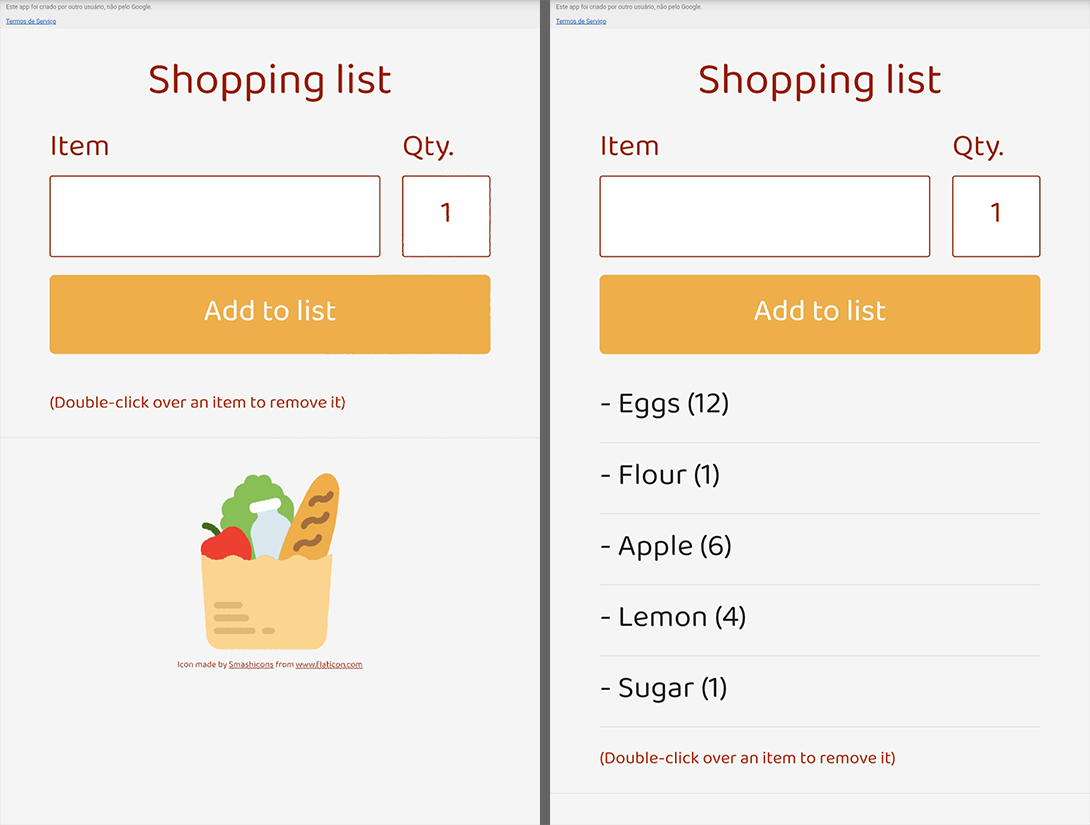 Este app foi criado por outro usuário, não pelo Google.
Termos de Serviço
Shopping list
Item Qty.
1
Add to list
(Double-click over an item to remove it)
Icon made by Smashicons from www.flaticon.com
Este app foi criado por outro usuário, não pelo Google.
Termos de Serviço
Shopping list
Item Qty.
1
Add to list
- Eggs (12)
- Flour (1)
- Apple (6)
- Lemon (4)
- Sugar (1)
(Double-click over an item to remove it)